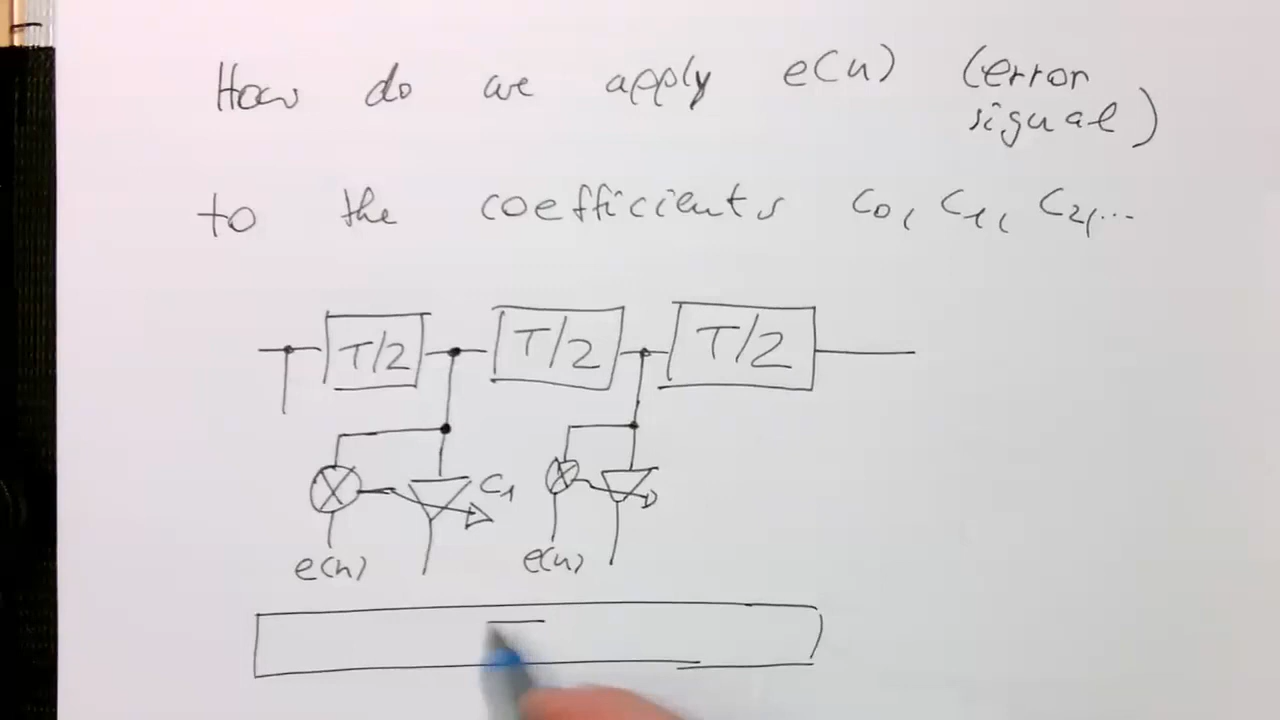 How do we apply e(n) (error
signal)
to the coefficients c0, c1, c2, ...
T/2 T/2 T/2
c1
e(n) e(n)